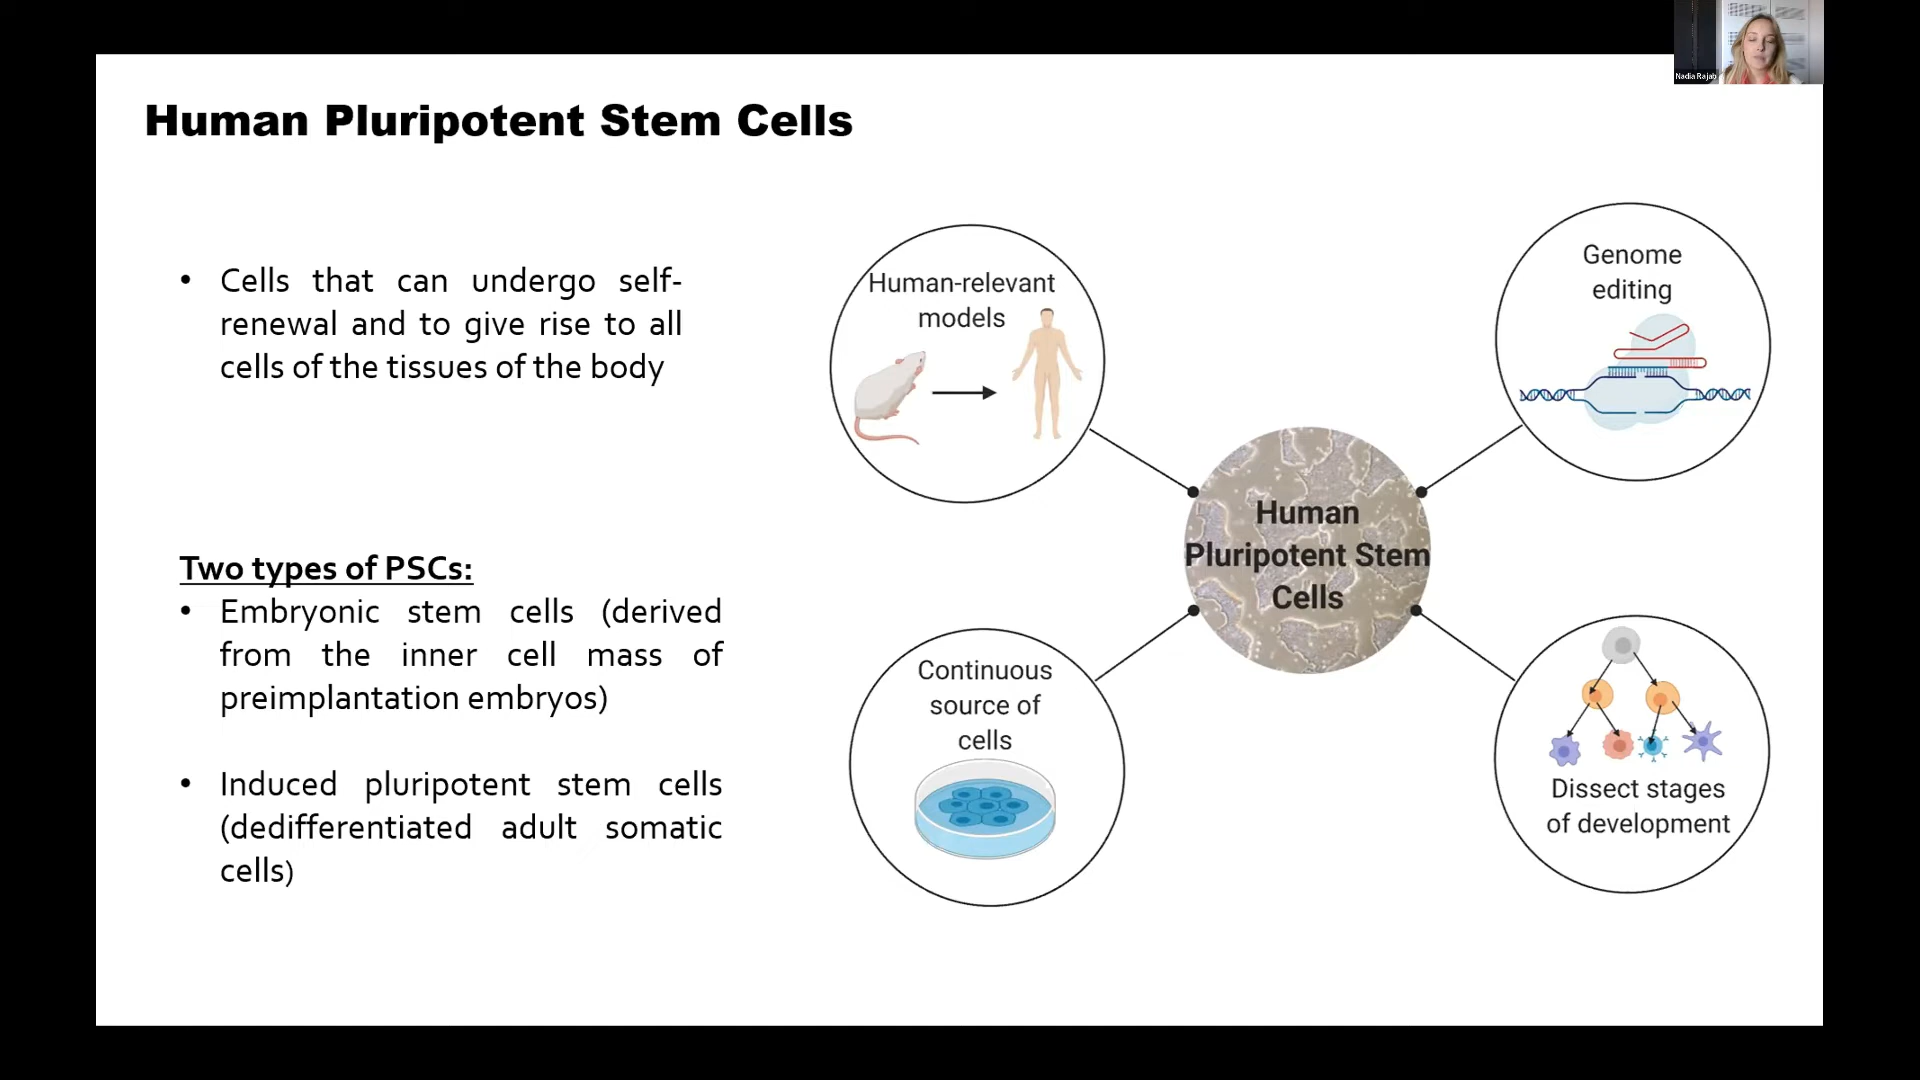 Nadia Rajab
Human Pluripotent Stem Cells
• Cells that can undergo self-
renewal and to give rise to all
cells of the tissues of the body
Two types of PSCs:
• Embryonic stem cells (derived
from the inner cell mass of
preimplantation embryos)
• Induced pluripotent stem cells
(dedifferentiated adult somatic
cells)
Human-relevant
models
Genome
editing
Human
Pluripotent Stem
Cells
Continuous
source of
cells
Dissect stages
of development